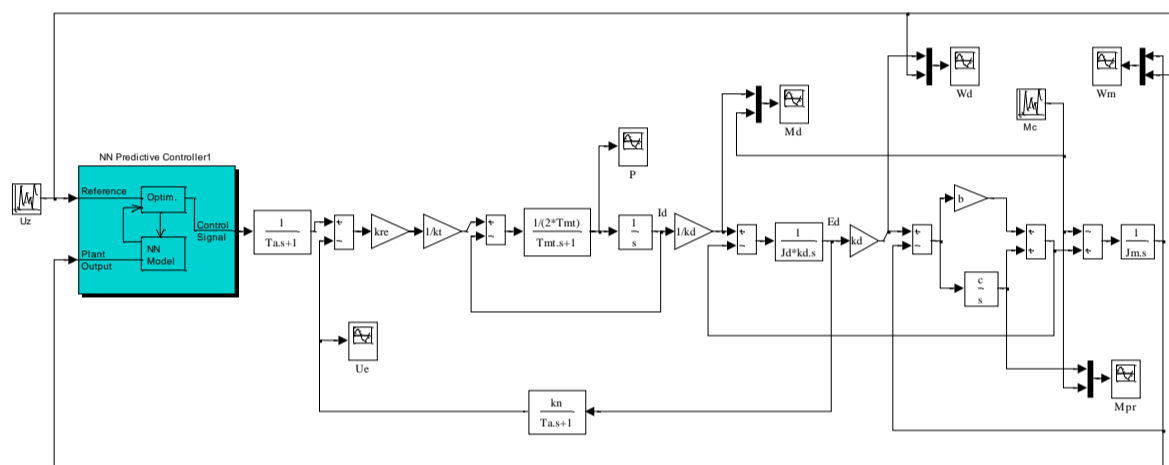 NN Predictive Controller1
Reference
Optim.
Control
Signal
Plant
Output
NN
Model
Uz
1
Ta.s+1
+
−
kre
1/kt
+
−
1/(2*Tmt)
Tmt.s+1
P
1
s
Id
1/kd
Md
+
−
1
Jd*kd.s
Ed
kd
Wd
+
−
b
c
s
+
+
Mc
Wm
−
+
1
Jm.s
Mpr
Ue
kn
Ta.s+1